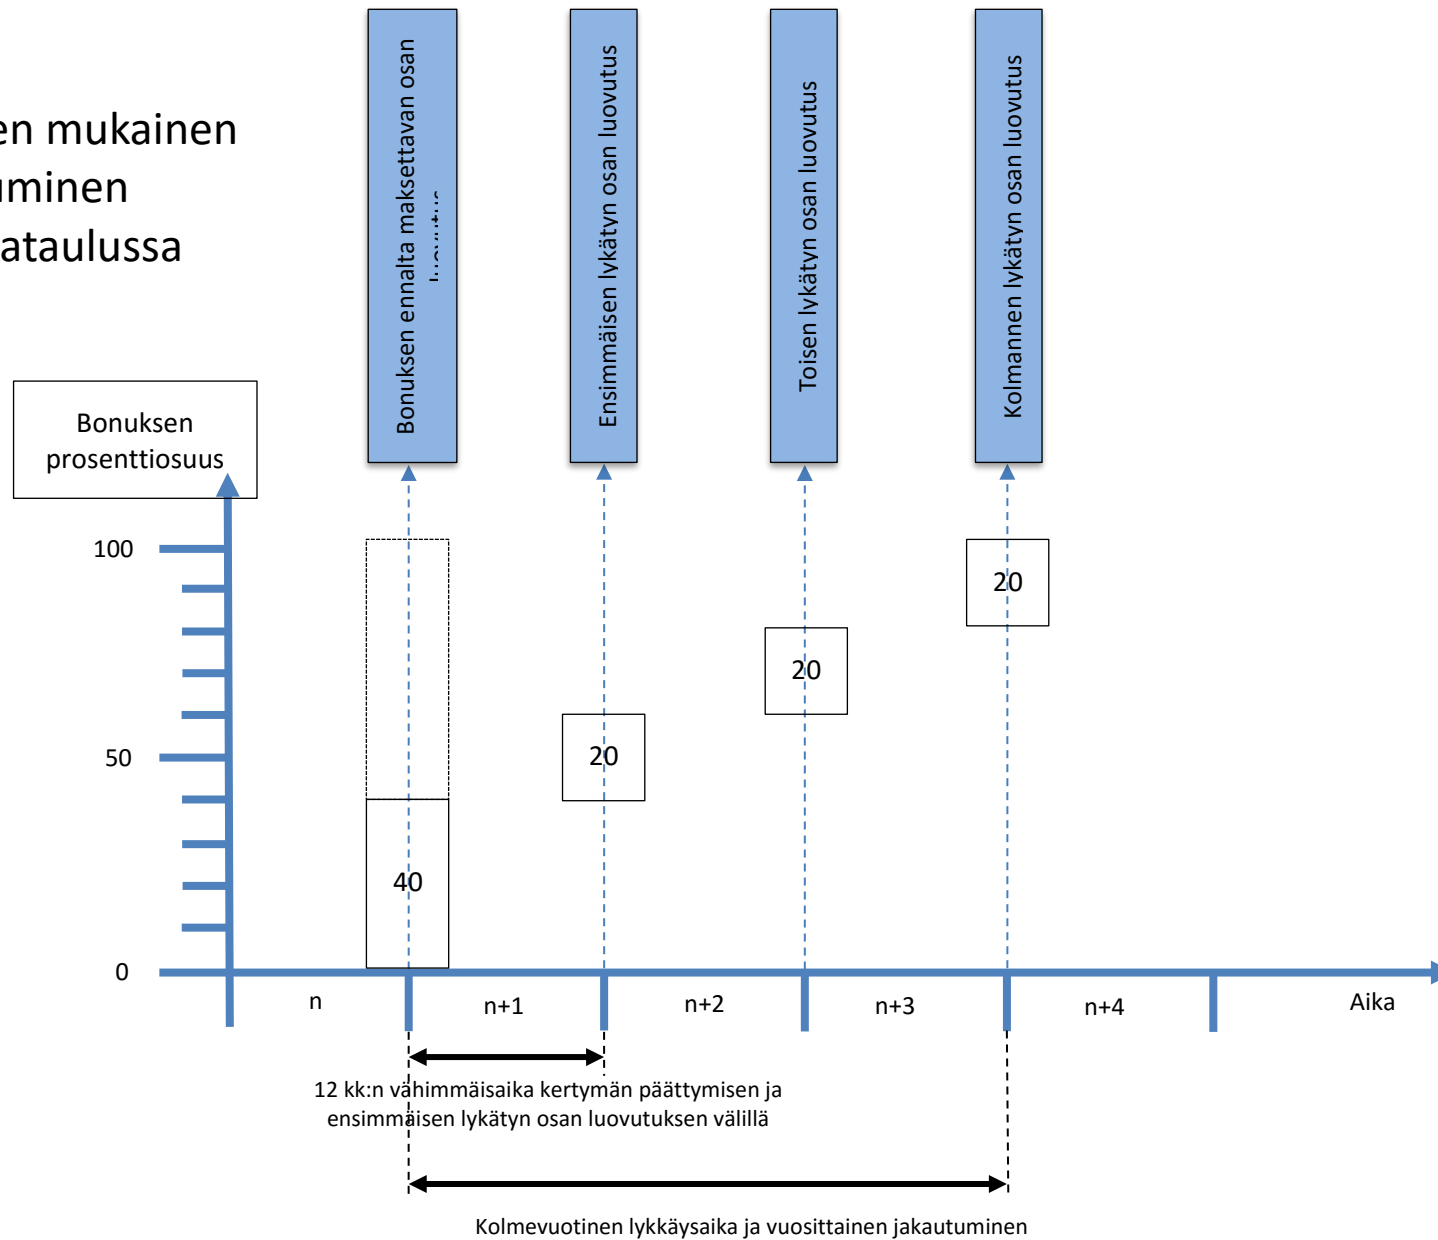 en mukainen
uminen
ataulussa
Bonuksen ennalta maksettavan osan
luovutus
Ensimmäisen lykätyn osan luovutus
Toisen lykätyn osan luovutus
Kolmannen lykätyn osan luovutus
Bonuksen
prosenttiosuus
100
50
0
40
20
20
20
n
n+1
n+2
n+3
n+4
Aika
12 kk:n vähimmäisaika kertymän päättymisen ja
ensimmäisen lykätyn osan luovutuksen välillä
Kolmevuotinen lykkäysaika ja vuosittainen jakautuminen